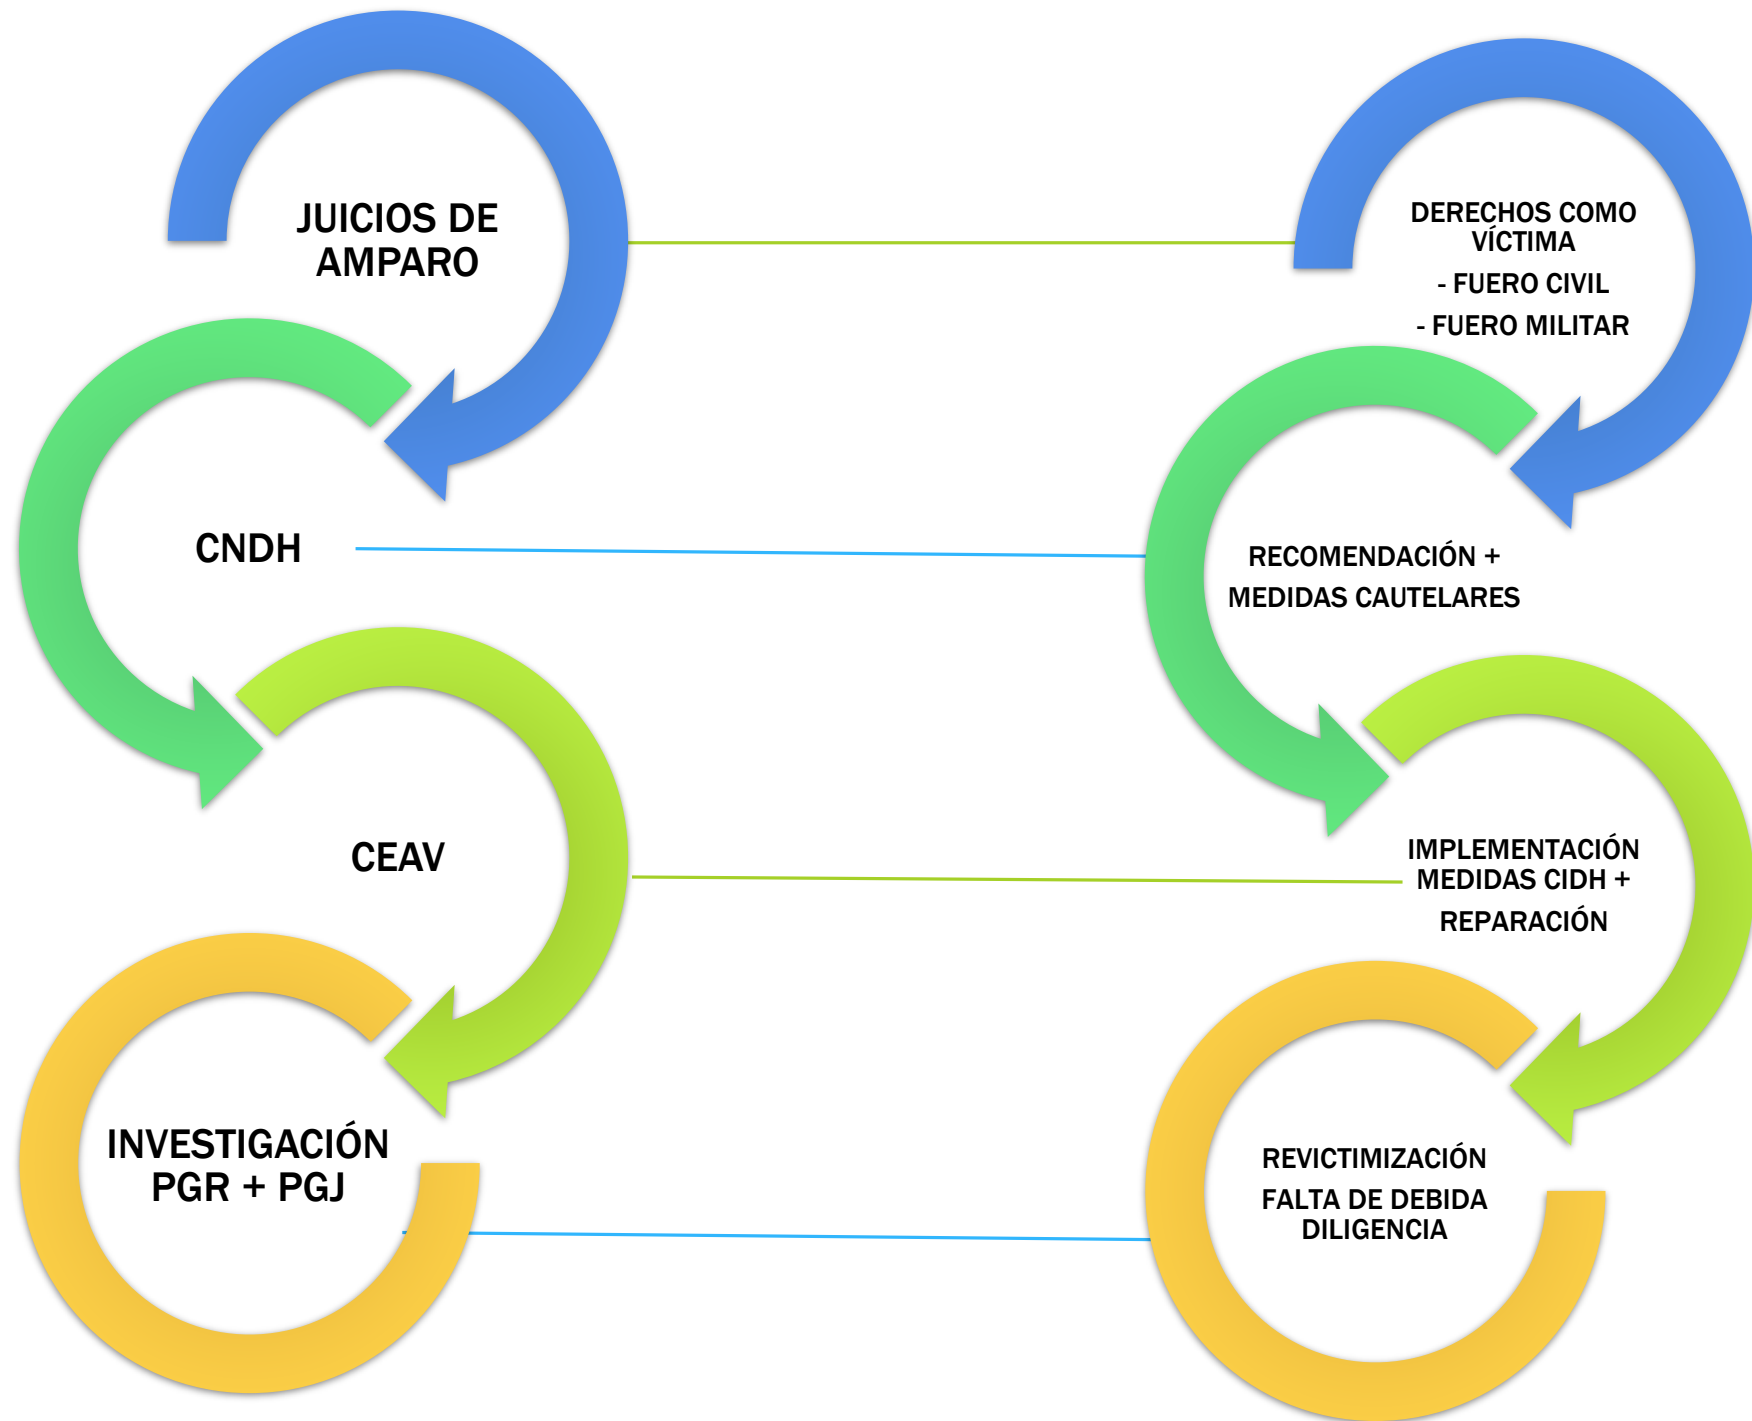 JUICIOS DE
AMPARO
DERECHOS COMO
VÍCTIMA
- FUERO CIVIL
- FUERO MILITAR
CNDH
RECOMENDACIÓN +
MEDIDAS CAUTELARES
CEAV
IMPLEMENTACIÓN
MEDIDAS CIDH +
REPARACIÓN
INVESTIGACIÓN
PGR + PGJ
REVICTIMIZACIÓN
FALTA DE DEBIDA
DILIGENCIA